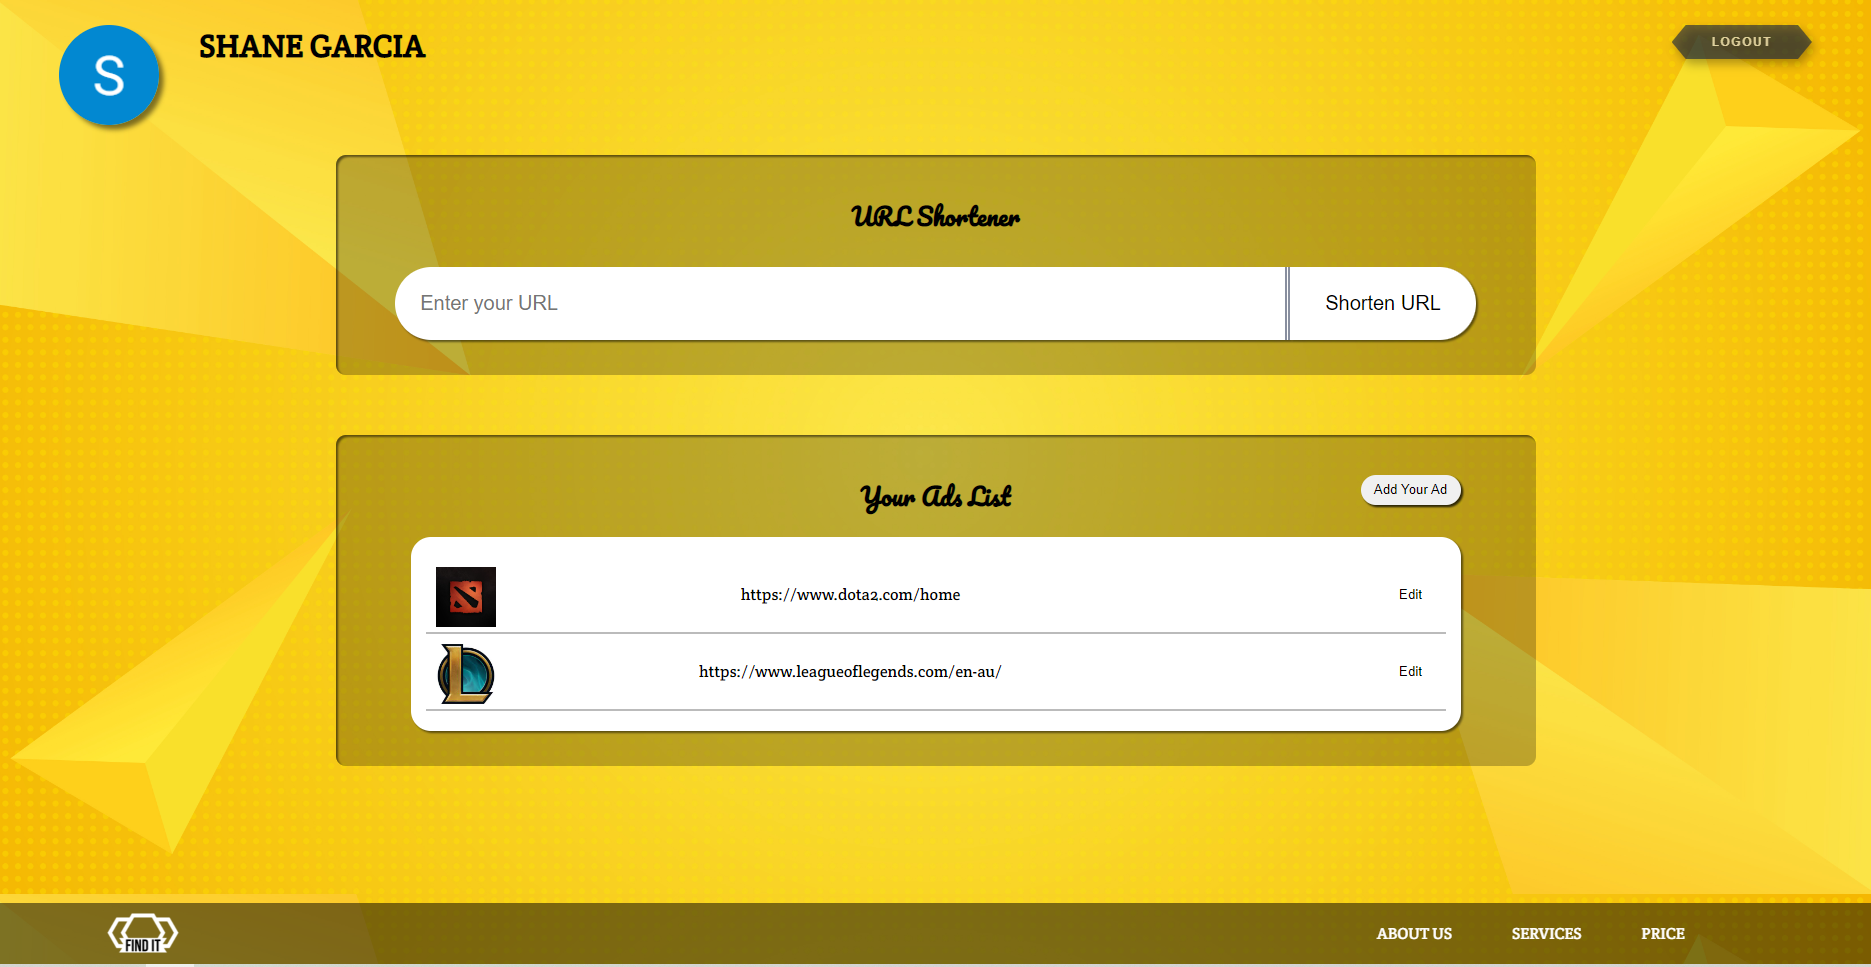 S
SHANE GARCIA
LOGOUT
URL Shortener
Enter your URL
Shorten URL
Your Ads List
Add Your Ad
https://www.dota2.com/home
Edit
https://www.leagueoflegends.com/en-au/
Edit
FIND IT
ABOUT US
SERVICES
PRICE